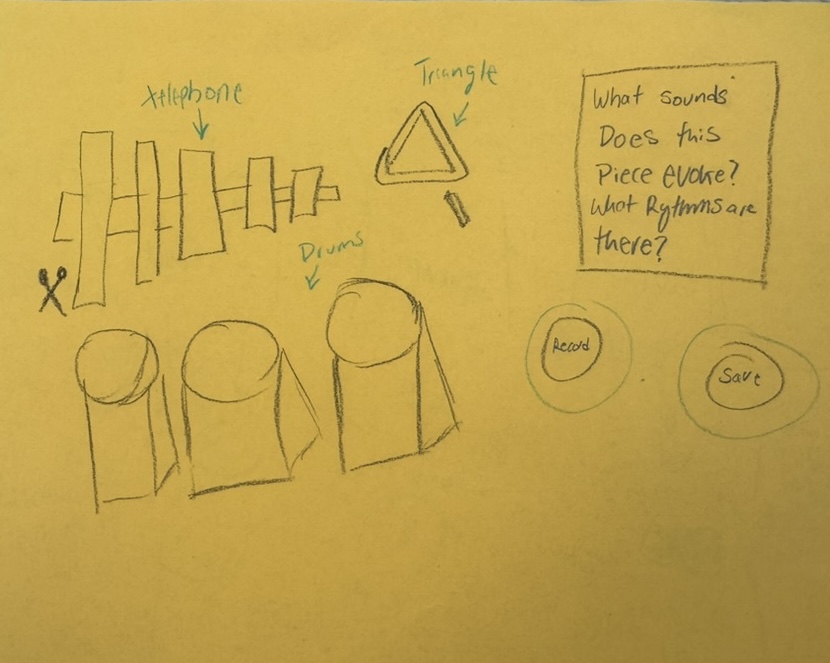 Xelephone
Triangle
What sounds
Does this
Piece evoke?
What Rythms are
there?
Drums
Record
Save